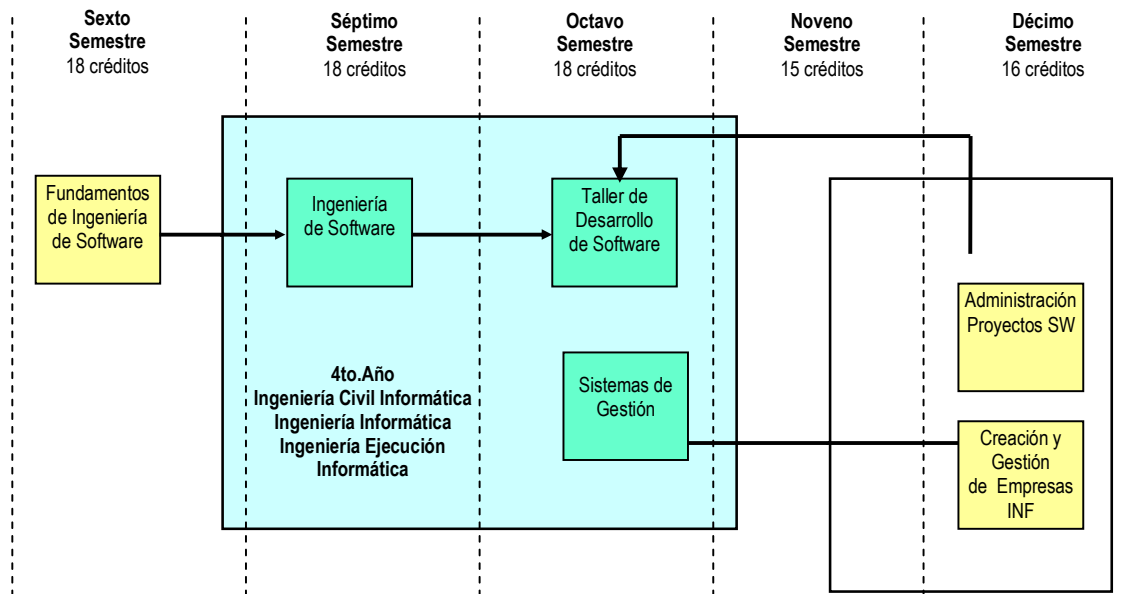 Sexto
Semestre
18 créditos
Séptimo
Semestre
18 créditos
Octavo
Semestre
18 créditos
Noveno
Semestre
15 créditos
Décimo
Semestre
16 créditos
Fundamentos
de Ingeniería
de Software
Ingeniería
de Software
Taller de
Desarrollo
de Software
Administración
Proyectos SW
4to.Año
Ingeniería Civil Informática
Ingeniería Informática
Ingeniería Ejecución
Informática
Sistemas de
Gestión
Creación y
Gestión
de Empresas
INF